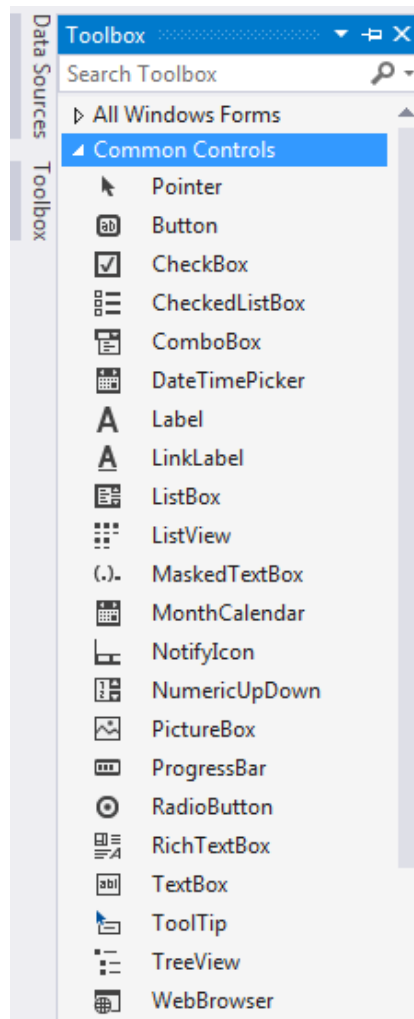 Data Sources
Toolbox
Toolbox
Search Toolbox
All Windows Forms
Common Controls
Pointer
Button
CheckBox
CheckedListBox
ComboBox
DateTimePicker
Label
LinkLabel
ListBox
ListView
MaskedTextBox
MonthCalendar
NotifyIcon
NumericUpDown
PictureBox
ProgressBar
RadioButton
RichTextBox
TextBox
ToolTip
TreeView
WebBrowser